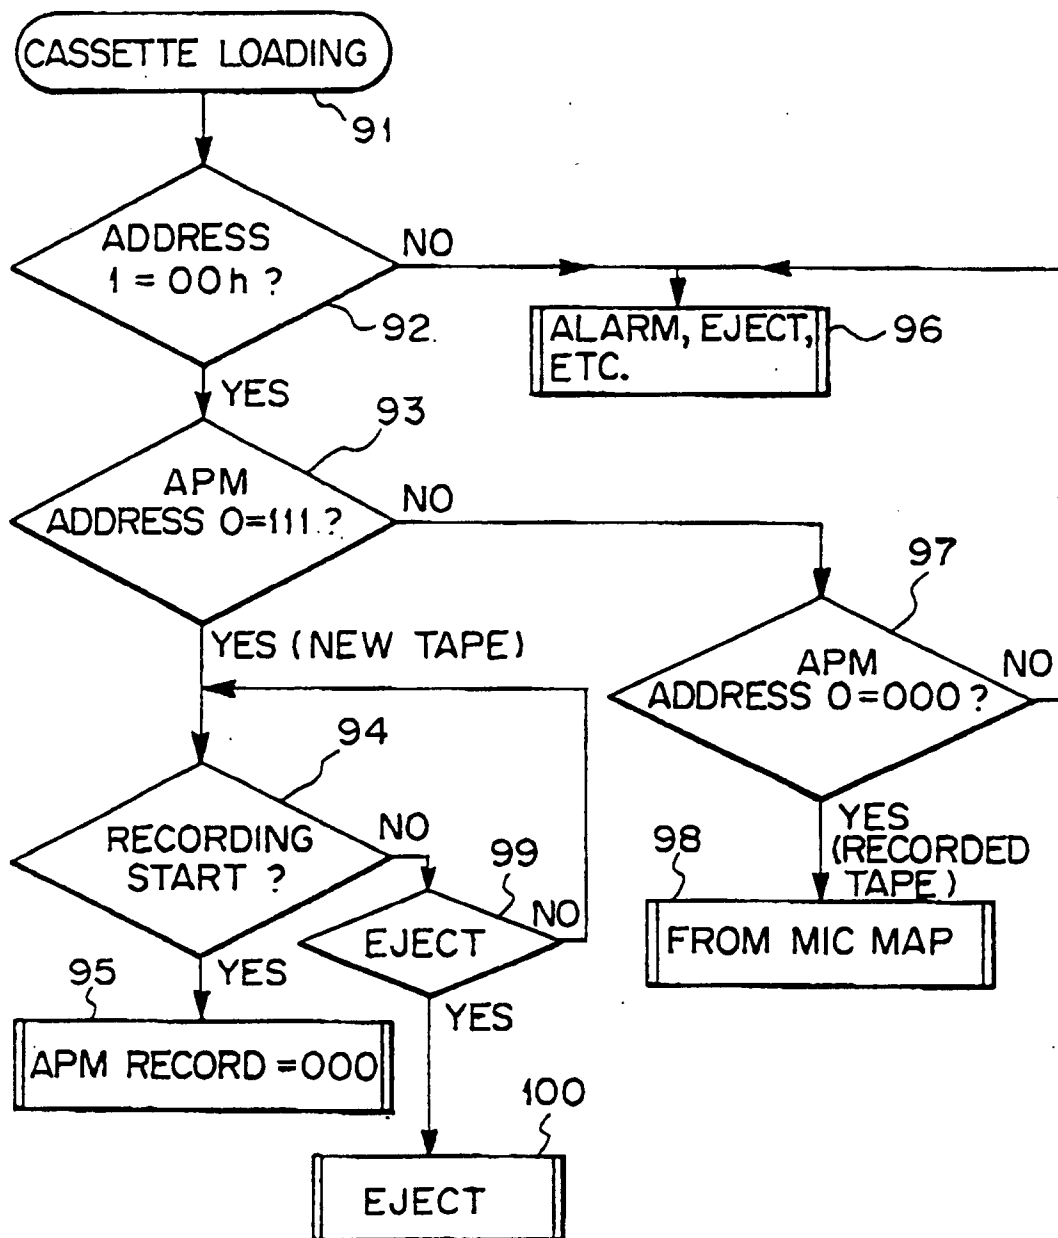 CASSETTE LOADING
91
ADDRESS
1 = 00h ?
NO
92
YES
ALARM, EJECT,
ETC.
96
93
APM
ADDRESS 0=111 ?
NO
97
YES (NEW TAPE)
APM
ADDRESS 0=000 ?
NO
94
RECORDING
START ?
NO
99
EJECT
NO
YES
(RECORDED
TAPE)
98
FROM MIC MAP
95
YES
APM RECORD =000
YES
100
EJECT